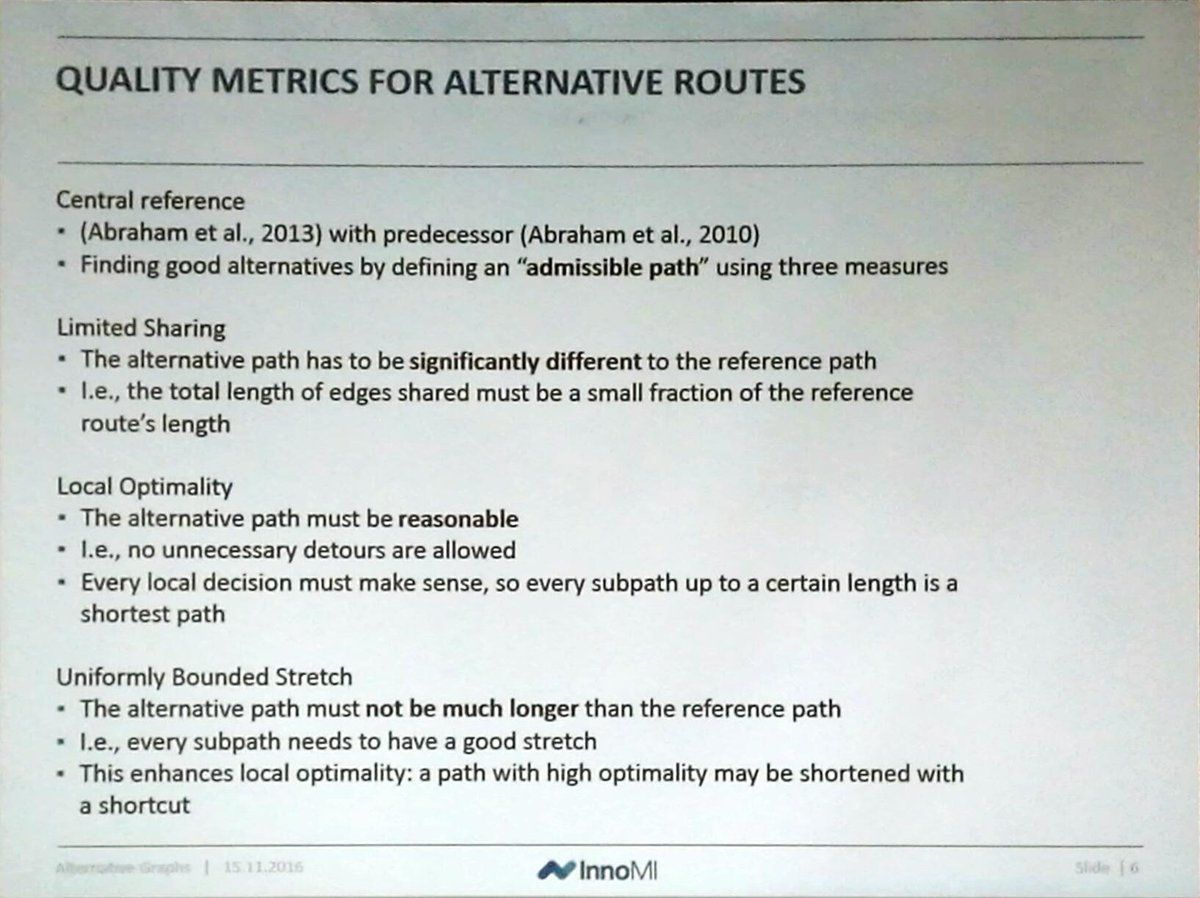 QUALITY METRICS FOR ALTERNATIVE ROUTES
Central reference
▪ (Abraham et al., 2013) with predecessor (Abraham et al., 2010)
▪ Finding good alternatives by defining an “admissible path” using three measures
Limited Sharing
▪ The alternative path has to be significantly different to the reference path
▪ I.e., the total length of edges shared must be a small fraction of the reference
route’s length
Local Optimality
▪ The alternative path must be reasonable
▪ I.e., no unnecessary detours are allowed
▪ Every local decision must make sense, so every subpath up to a certain length is a
shortest path
Uniformly Bounded Stretch
▪ The alternative path must not be much longer than the reference path
▪ I.e., every subpath needs to have a good stretch
▪ This enhances local optimality: a path with high optimality may be shortened with
a shortcut
Alternative Graphs | 15.11.2016
InnoMI
Slide | 6